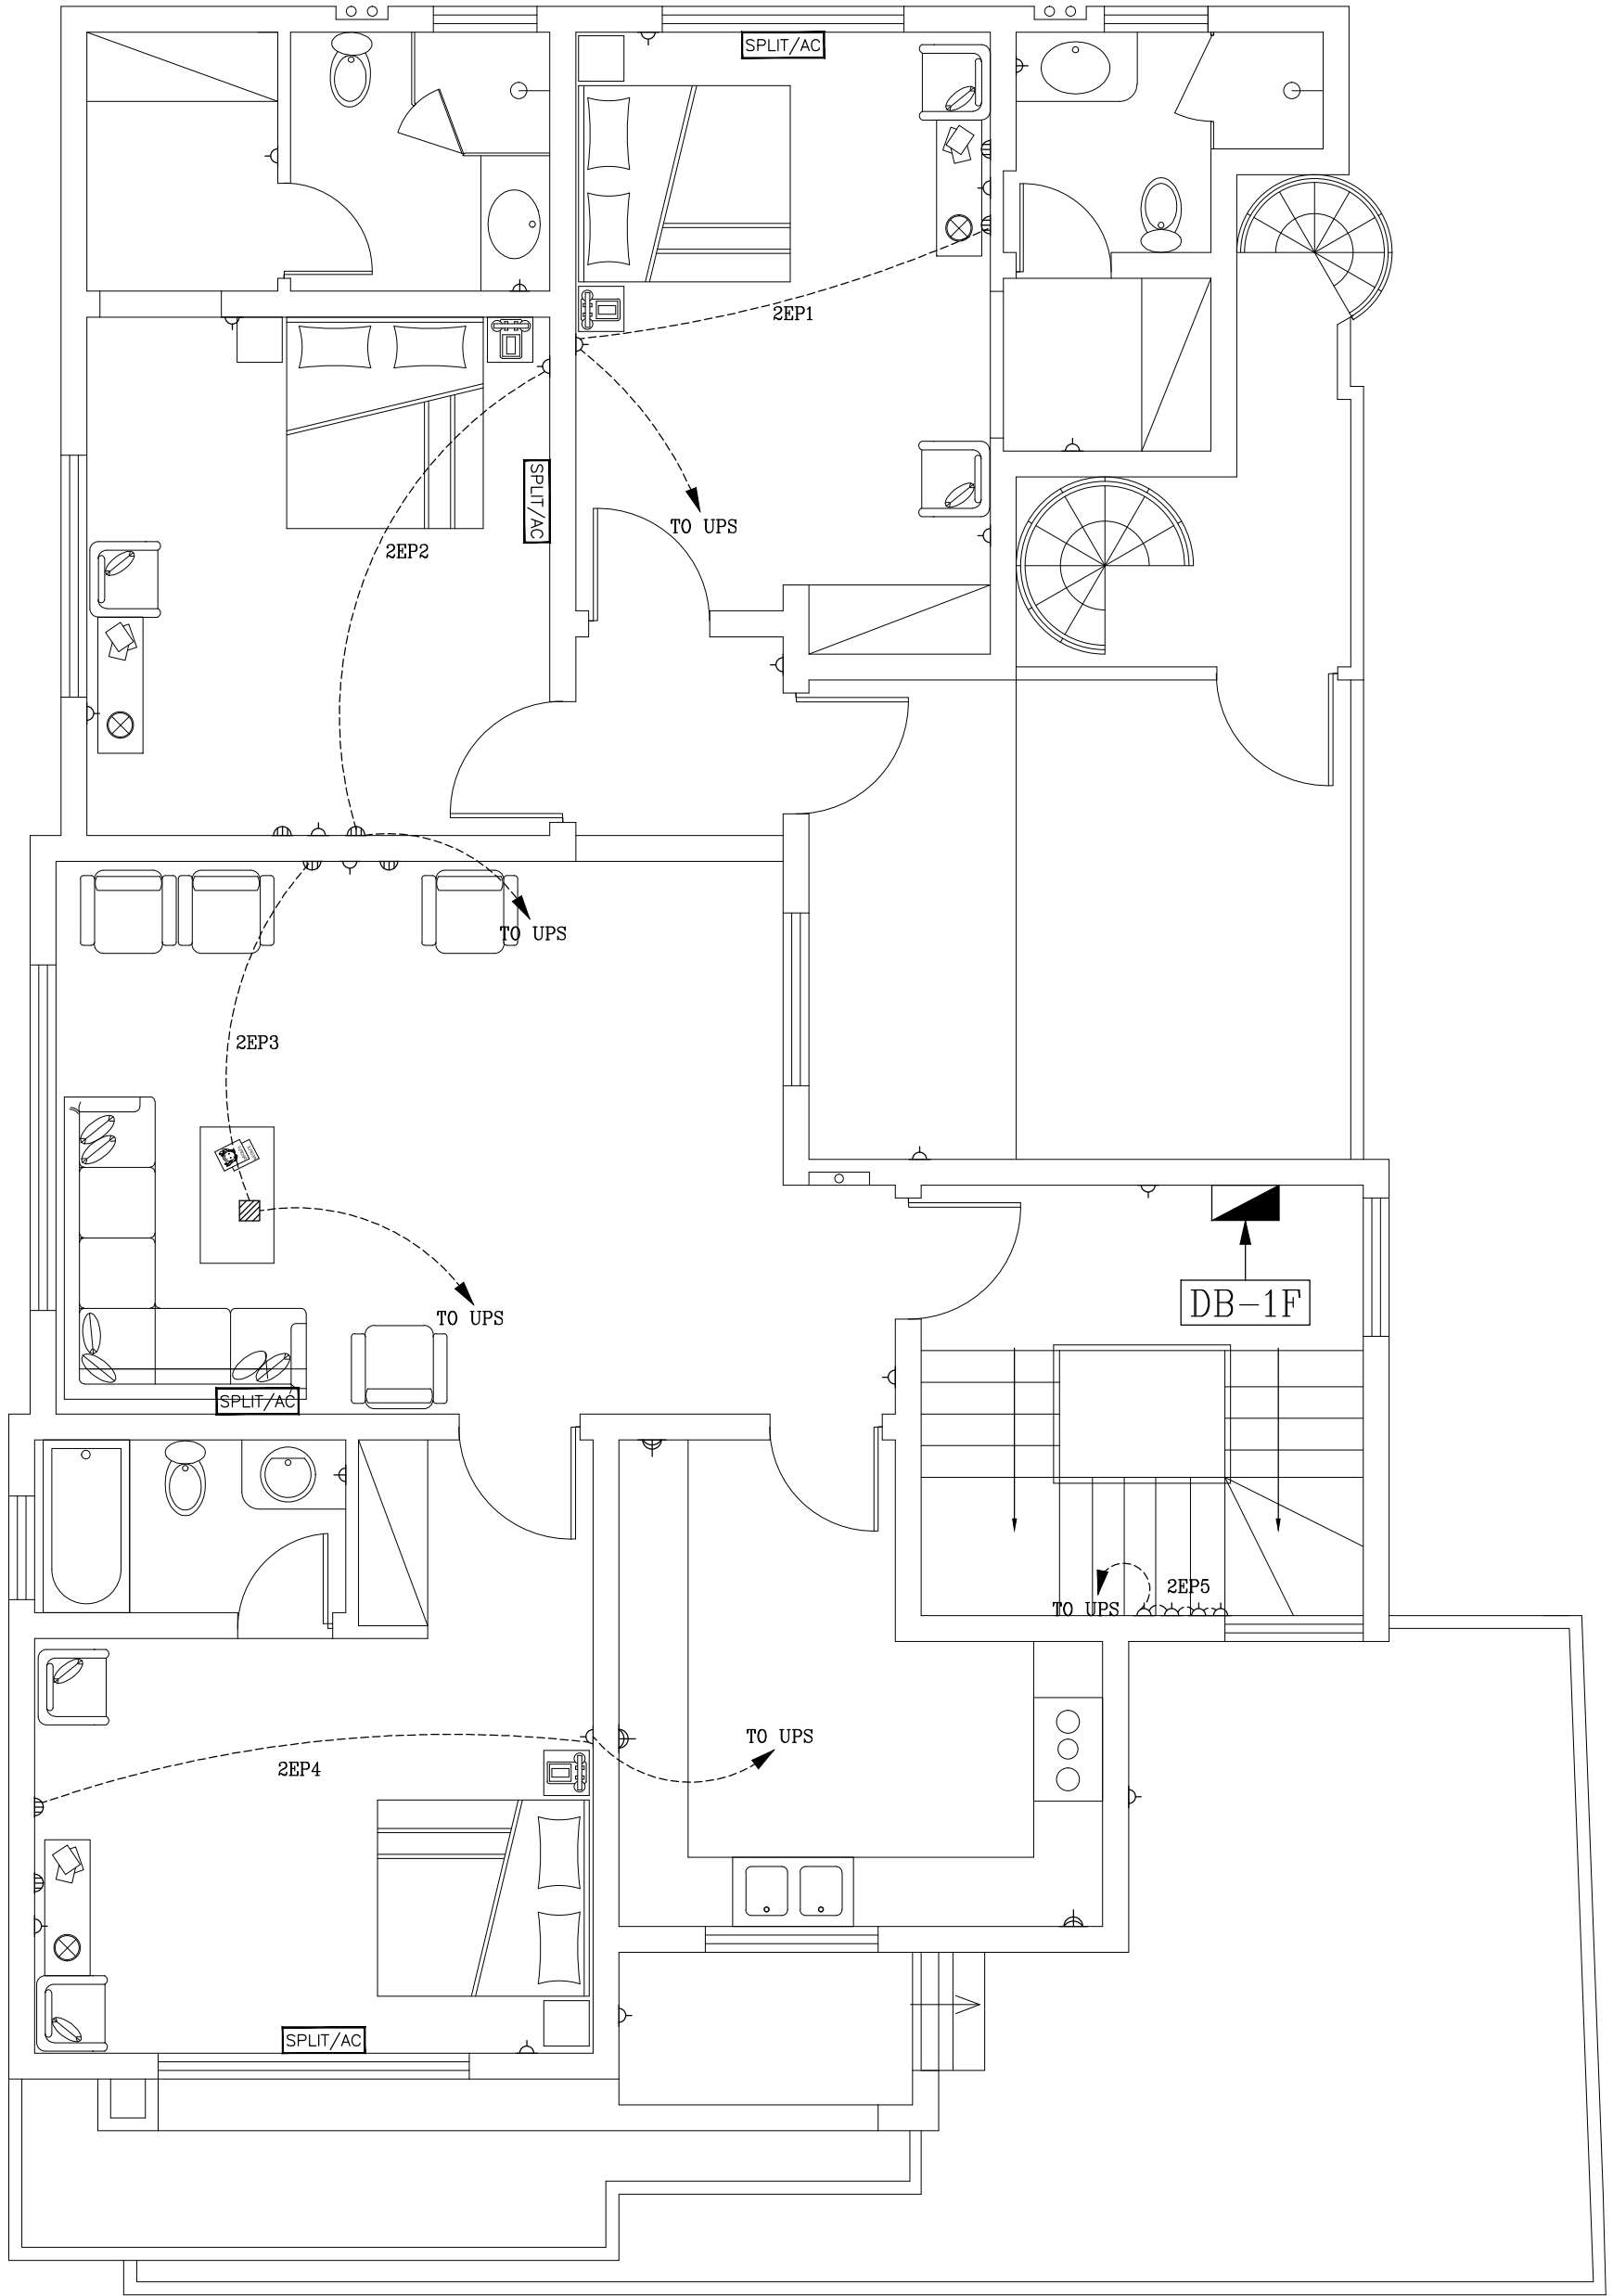 SPLIT/AC
2EP1
SPLIT/AC
TO UPS
2EP2
TO UPS
2EP3
DB-1F
TO UPS
SPLIT/AC
2EP5
TO UPS
TO UPS
2EP4
SPLIT/AC